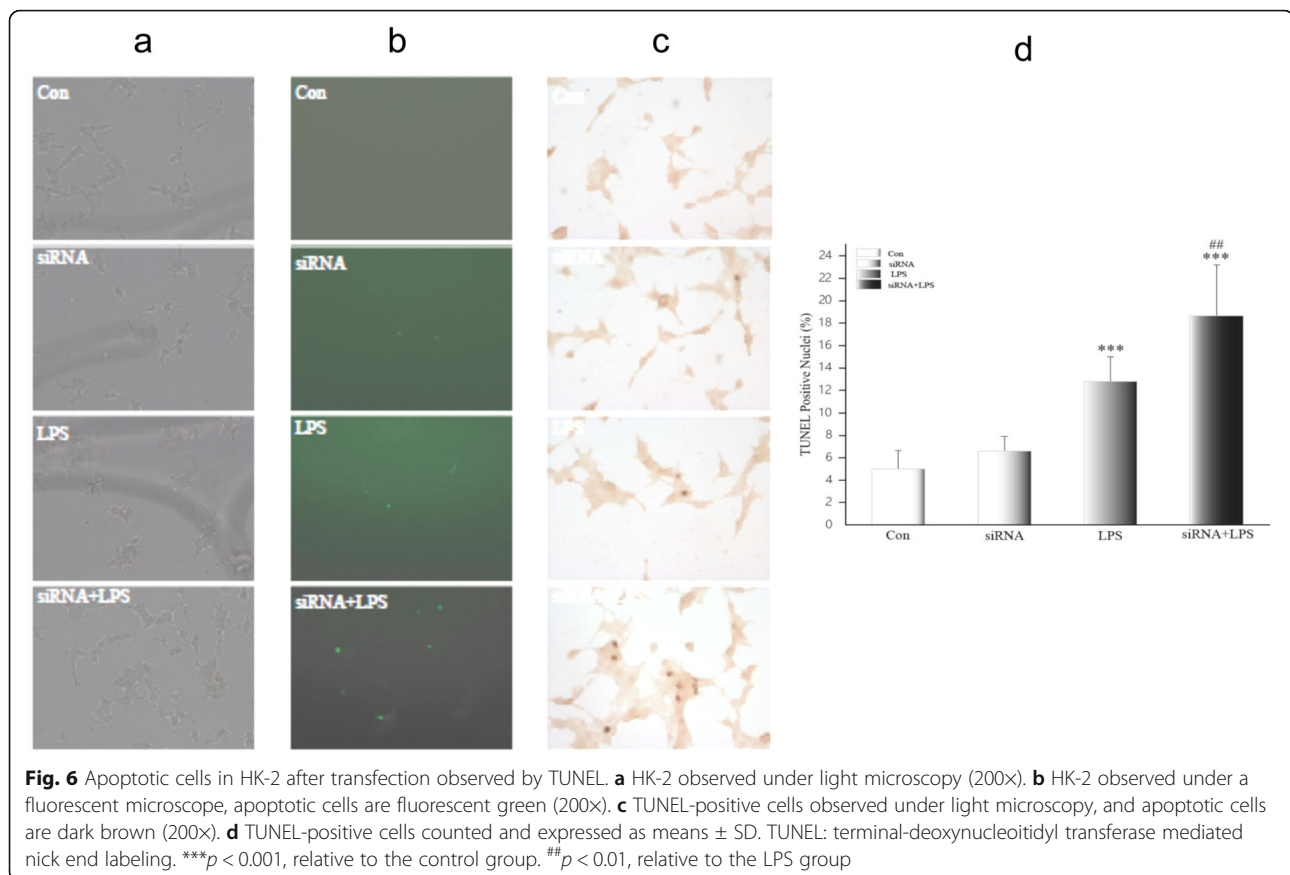 a
b
c
d
Con
Con
Con
siRNA
siRNA
siRNA
LPS
LPS
LPS
siRNA+LPS
siRNA+LPS
Con
siRNA
LPS
siRNA+LPS
##
***
***
TUNEL Positive Nuclei (%)
24
22
20
18
16
14
12
10
8
6
4
2
0
Con siRNA LPS siRNA+LPS
Fig. 6 Apoptotic cells in HK-2 after transfection observed by TUNEL. a HK-2 observed under light microscopy (200×). b HK-2 observed under a
fluorescent microscope, apoptotic cells are fluorescent green (200×). c TUNEL-positive cells observed under light microscopy, and apoptotic cells
are dark brown (200×). d TUNEL-positive cells counted and expressed as means ± SD. TUNEL: terminal-deoxynucleoitidyl transferase mediated
nick end labeling. ***p < 0.001, relative to the control group. ##p < 0.01, relative to the LPS group